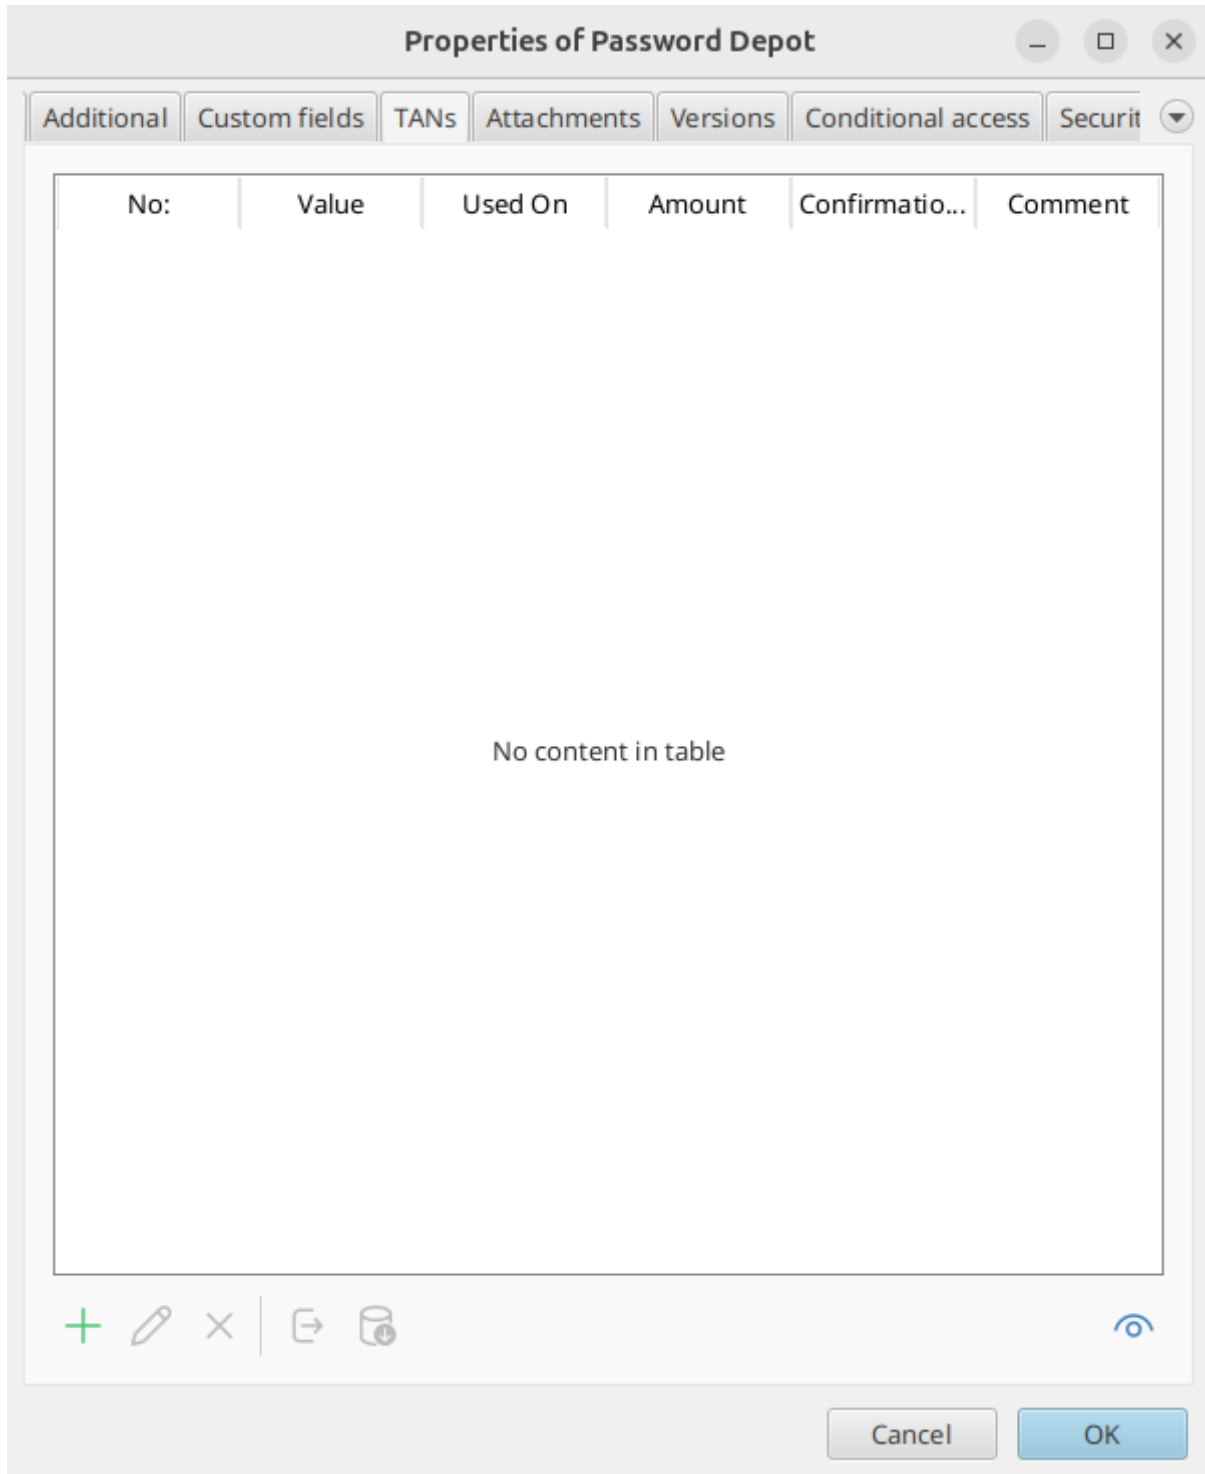 Properties of Password Depot
Additional Custom fields TANs Attachments Versions Conditional access Securit
No: Value Used On Amount Confirmatio... Comment
No content in table
Cancel OK